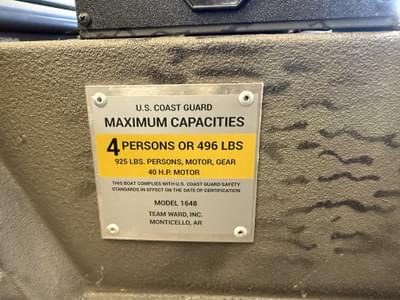 U.S. COAST GUARD
MAXIMUM CAPACITIES
4 PERSONS OR 496 LBS
925 LBS. PERSONS, MOTOR, GEAR
40 H.P. MOTOR
THIS BOAT COMPLIES WITH U.S. COAST GUARD SAFETY
STANDARDS IN EFFECT ON THE DATE OF CERTIFICATION
MODEL 1648
TEAM WARD, INC.
MONTICELLO, AR